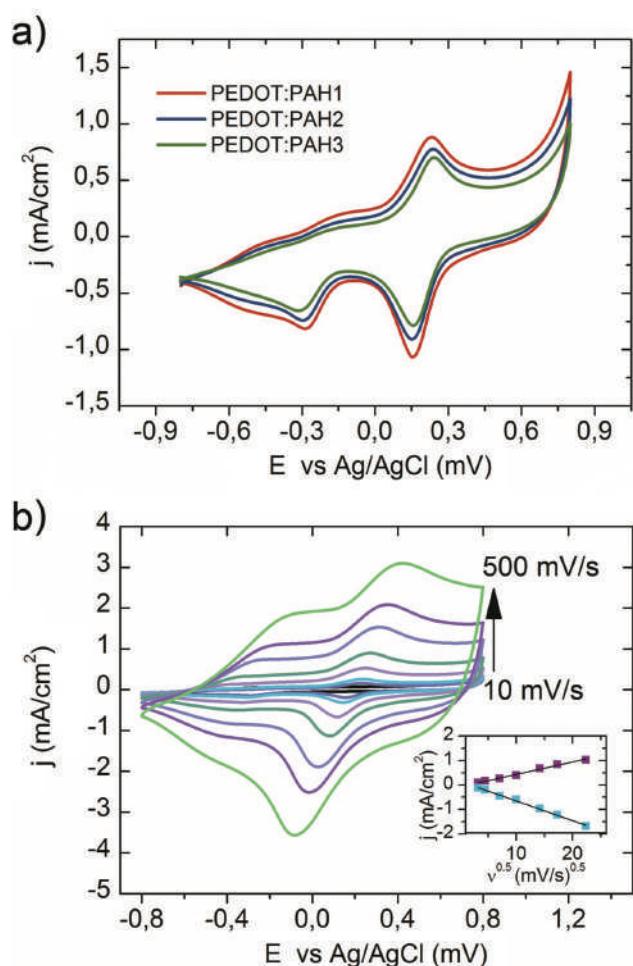 a)
1,5
1,0
0,5
0,0
-0,5
-1,0
-1,5
j (mA/cm²)
PEDOT:PAH1
PEDOT:PAH2
PEDOT:PAH3
-0,9 -0,6 -0,3 0,0 0,3 0,6 0,9
E vs Ag/AgCl (mV)
b)
4
3
2
1
0
-1
-2
-3
-4
-5
j (mA/cm²)
500 mV/s
10 mV/s
2
1
0
-1
-2
j (mA/cm²)
10 20
ν⁰·⁵ (mV/s)⁰·⁵
-0,8 -0,4 0,0 0,4 0,8 1,2
E vs Ag/AgCl (mV)